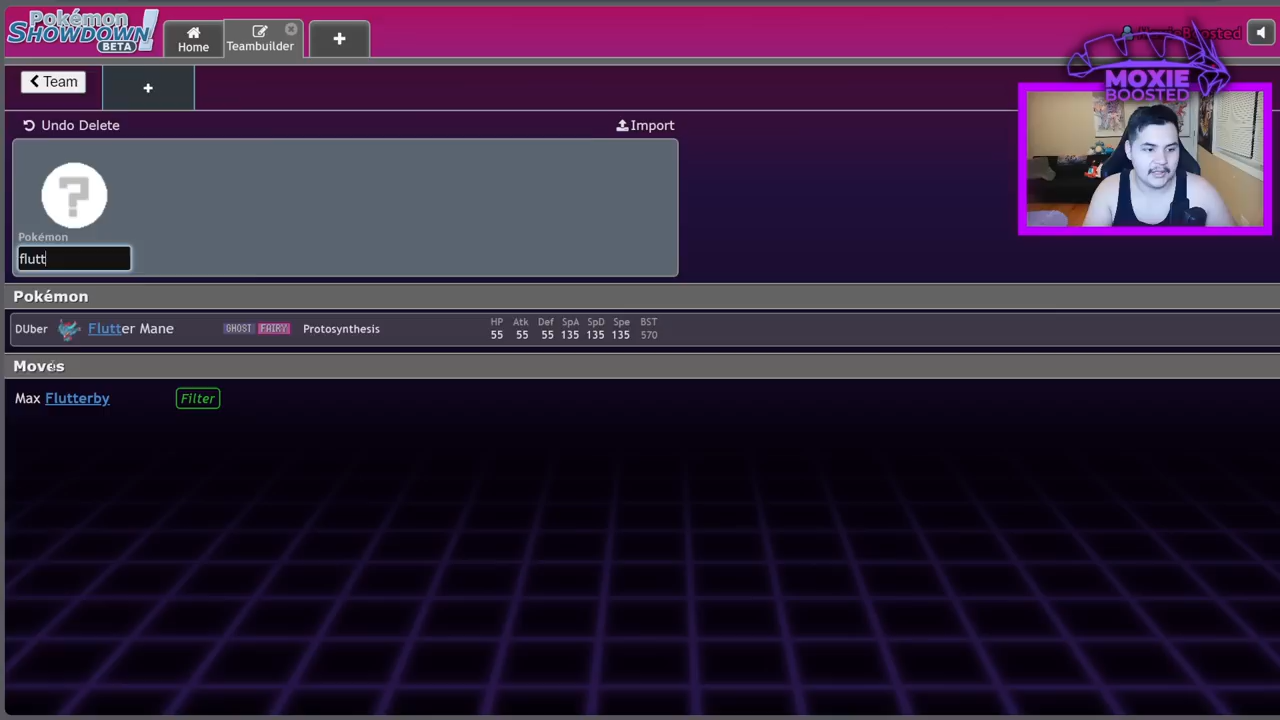 Pokémon
SHOWDOWN!
BETA
Home
Teambuilder
+
Team
+
MOXIE
BOOSTED
Undo Delete
Import
Pokémon
flutt
Pokémon
DUber Flutter Mane GHOST FAIRY Protosynthesis
HP Atk Def SpA SpD Spe BST
55 55 55 135 135 135 570
Moves
Max Flutterby Filter